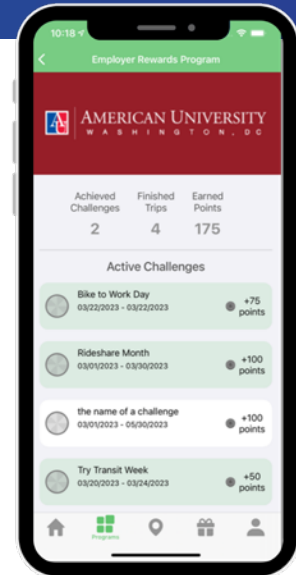 10:18
Employer Rewards Program
AMERICAN UNIVERSITY
WASHINGTON, DC
Achieved Challenges
Finished Trips
Earned Points
2
4
175
Active Challenges
Bike to Work Day
03/22/2023 - 03/22/2023
+75 points
Rideshare Month
03/01/2023 - 03/30/2023
+100 points
the name of a challenge
03/01/2023 - 05/30/2023
+100 points
Try Transit Week
03/20/2023 - 03/24/2023
+50 points
Programs